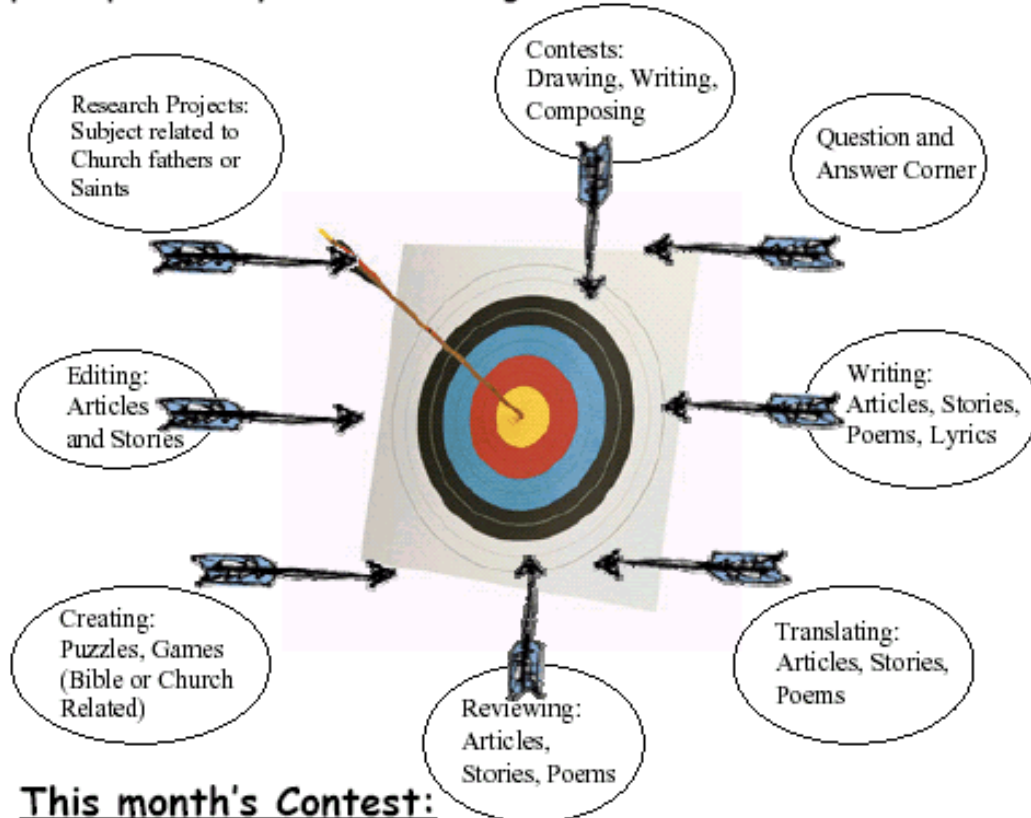 Contests:
Drawing, Writing,
Composing
Research Projects:
Subject related to
Church fathers or
Saints
Question and
Answer Corner
Editing:
Articles
and Stories
Writing:
Articles, Stories,
Poems, Lyrics
Creating:
Puzzles, Games
(Bible or Church
Related)
Translating:
Articles, Stories,
Poems
Reviewing:
Articles,
Stories, Poems
This month's Contest: